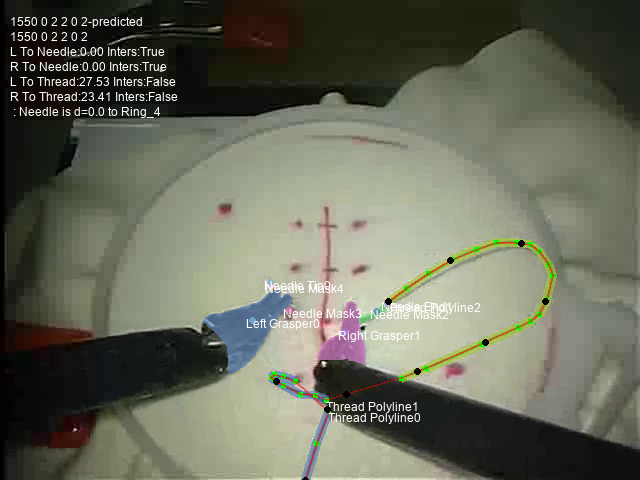 1550 0 2 2 0 2-predicted
1550 0 2 2 0 2
L To Needle:0.00 Inters:True
R To Needle:0.00 Inters:True
L To Thread:27.53 Inters:False
R To Thread:23.41 Inters:False
: Needle is d=0.0 to Ring_4
Needle Tip0
Needle Mask4
Needle End1
Thread Polyline2
Needle Mask3
Needle Mask2
Left Grasper0
Right Grasper1
Thread Polyline1
Thread Polyline0